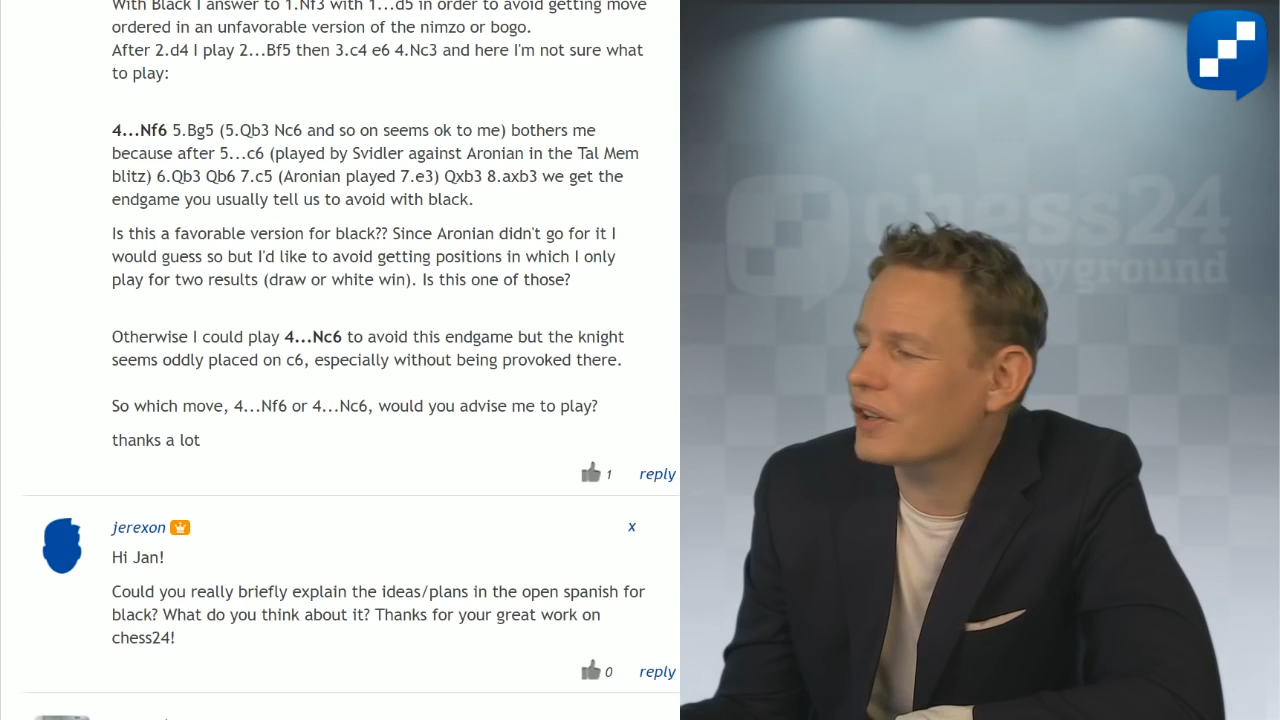 With Black I answer to 1.Nf3 with 1...d5 in order to avoid getting move
ordered in an unfavorable version of the nimzo or bogo.
After 2.d4 I play 2...Bf5 then 3.c4 e6 4.Nc3 and here I'm not sure what
to play:
4...Nf6 5.Bg5 (5.Qb3 Nc6 and so on seems ok to me) bothers me
because after 5...c6 (played by Svidler against Aronian in the Tal Mem
blitz) 6.Qb3 Qb6 7.c5 (Aronian played 7.e3) Qxb3 8.axb3 we get the
endgame you usually tell us to avoid with black.
Is this a favorable version for black?? Since Aronian didn't go for it I
would guess so but I'd like to avoid getting positions in which I only
play for two results (draw or white win). Is this one of those?
Otherwise I could play 4...Nc6 to avoid this endgame but the knight
seems oddly placed on c6, especially without being provoked there.
So which move, 4...Nf6 or 4...Nc6, would you advise me to play?
thanks a lot
1 reply
jerexon x
Hi Jan!
Could you really briefly explain the ideas/plans in the open spanish for
black? What do you think about it? Thanks for your great work on
chess24!
0 reply
chess24
playground